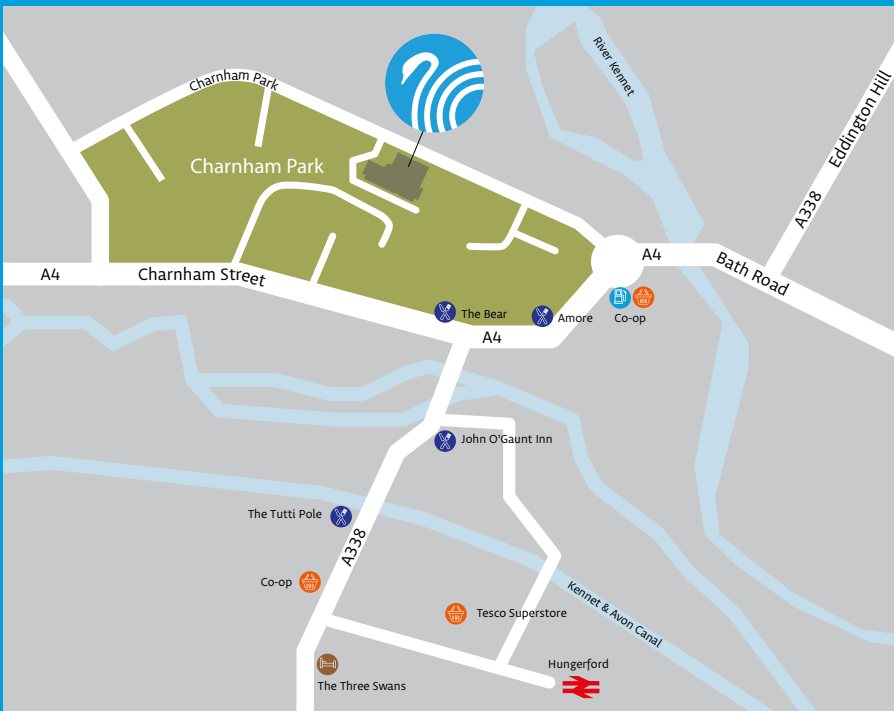 River Kennet
Charnham Park
Eddington Hill
Charnham Park
A338
A4
A4
Charnham Street
Bath Road
The Bear
Amore
Co-op
A4
John O'Gaunt Inn
The Tutti Pole
A338
Co-op
Tesco Superstore
Kennet & Avon Canal
Hungerford
The Three Swans